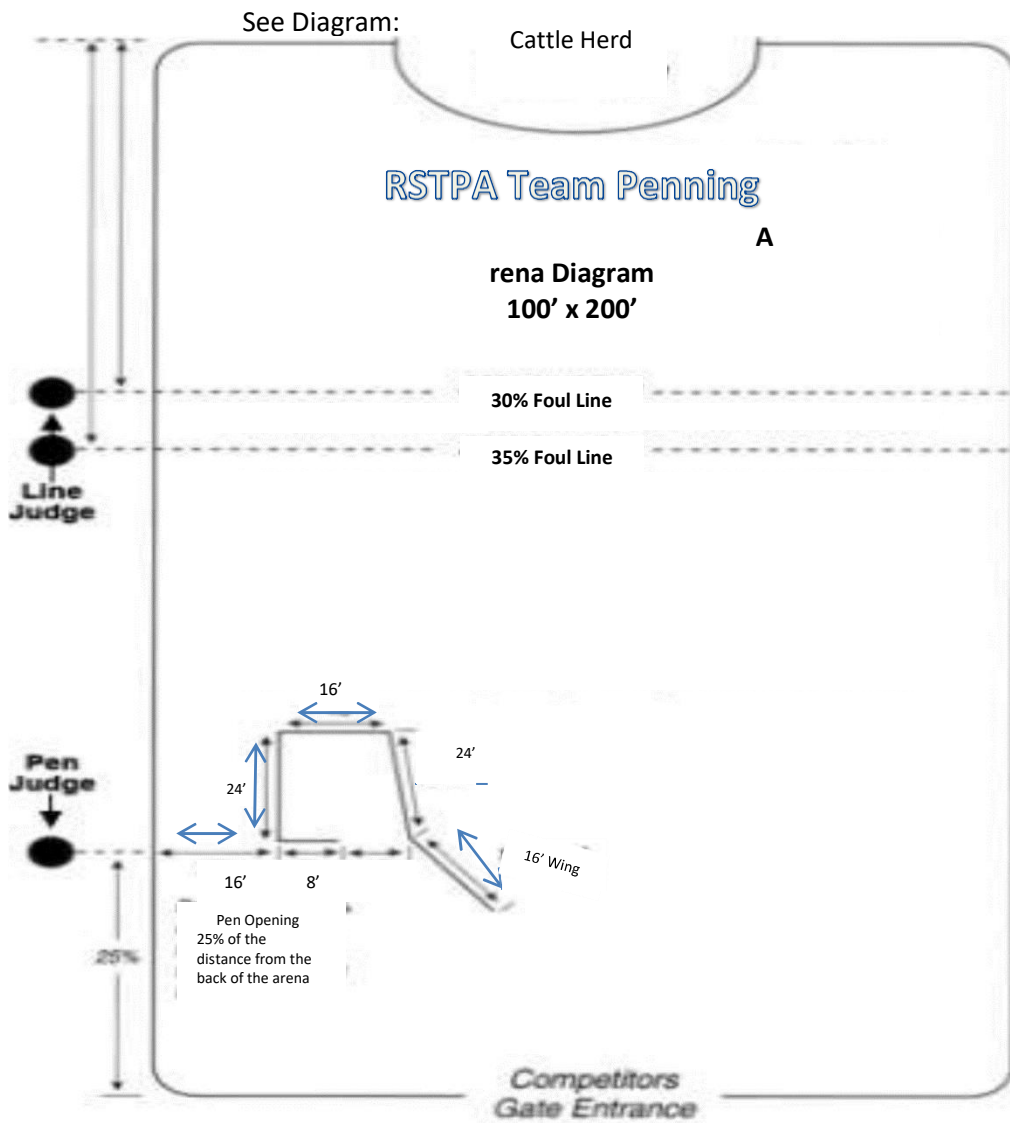 See Diagram:
Cattle Herd
RSTPA Team Penning
A
rena Diagram
100’ x 200’
30% Foul Line
35% Foul Line
Line
Judge
16’
24’
24’
Pen
Judge
16’ Wing
16’
8’
Pen Opening
25% of the
distance from the
back of the arena
25%
Competitors
Gate Entrance